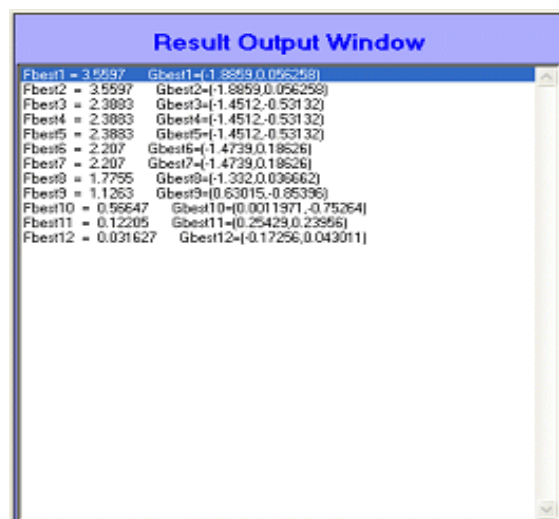 Result Output Window
Fbest1 = 3.5597 Gbest1=(-1.8859,0.056258)
Fbest2 = 3.5597 Gbest2=(-1.8859,0.056258)
Fbest3 = 2.3883 Gbest3=(-1.4512,-0.53132)
Fbest4 = 2.3883 Gbest4=(-1.4512,-0.53132)
Fbest5 = 2.3883 Gbest5=(-1.4512,-0.53132)
Fbest6 = 2.207 Gbest6=(-1.4739,0.18626)
Fbest7 = 2.207 Gbest7=(-1.4739,0.18626)
Fbest8 = 1.7755 Gbest8=(-1.332,0.036662)
Fbest9 = 1.1263 Gbest9=(0.63015,-0.85396)
Fbest10 = 0.56647 Gbest10=(0.0011971,-0.75264)
Fbest11 = 0.12205 Gbest11=(0.25429,0.23956)
Fbest12 = 0.031627 Gbest12=(-0.17256,0.043011)